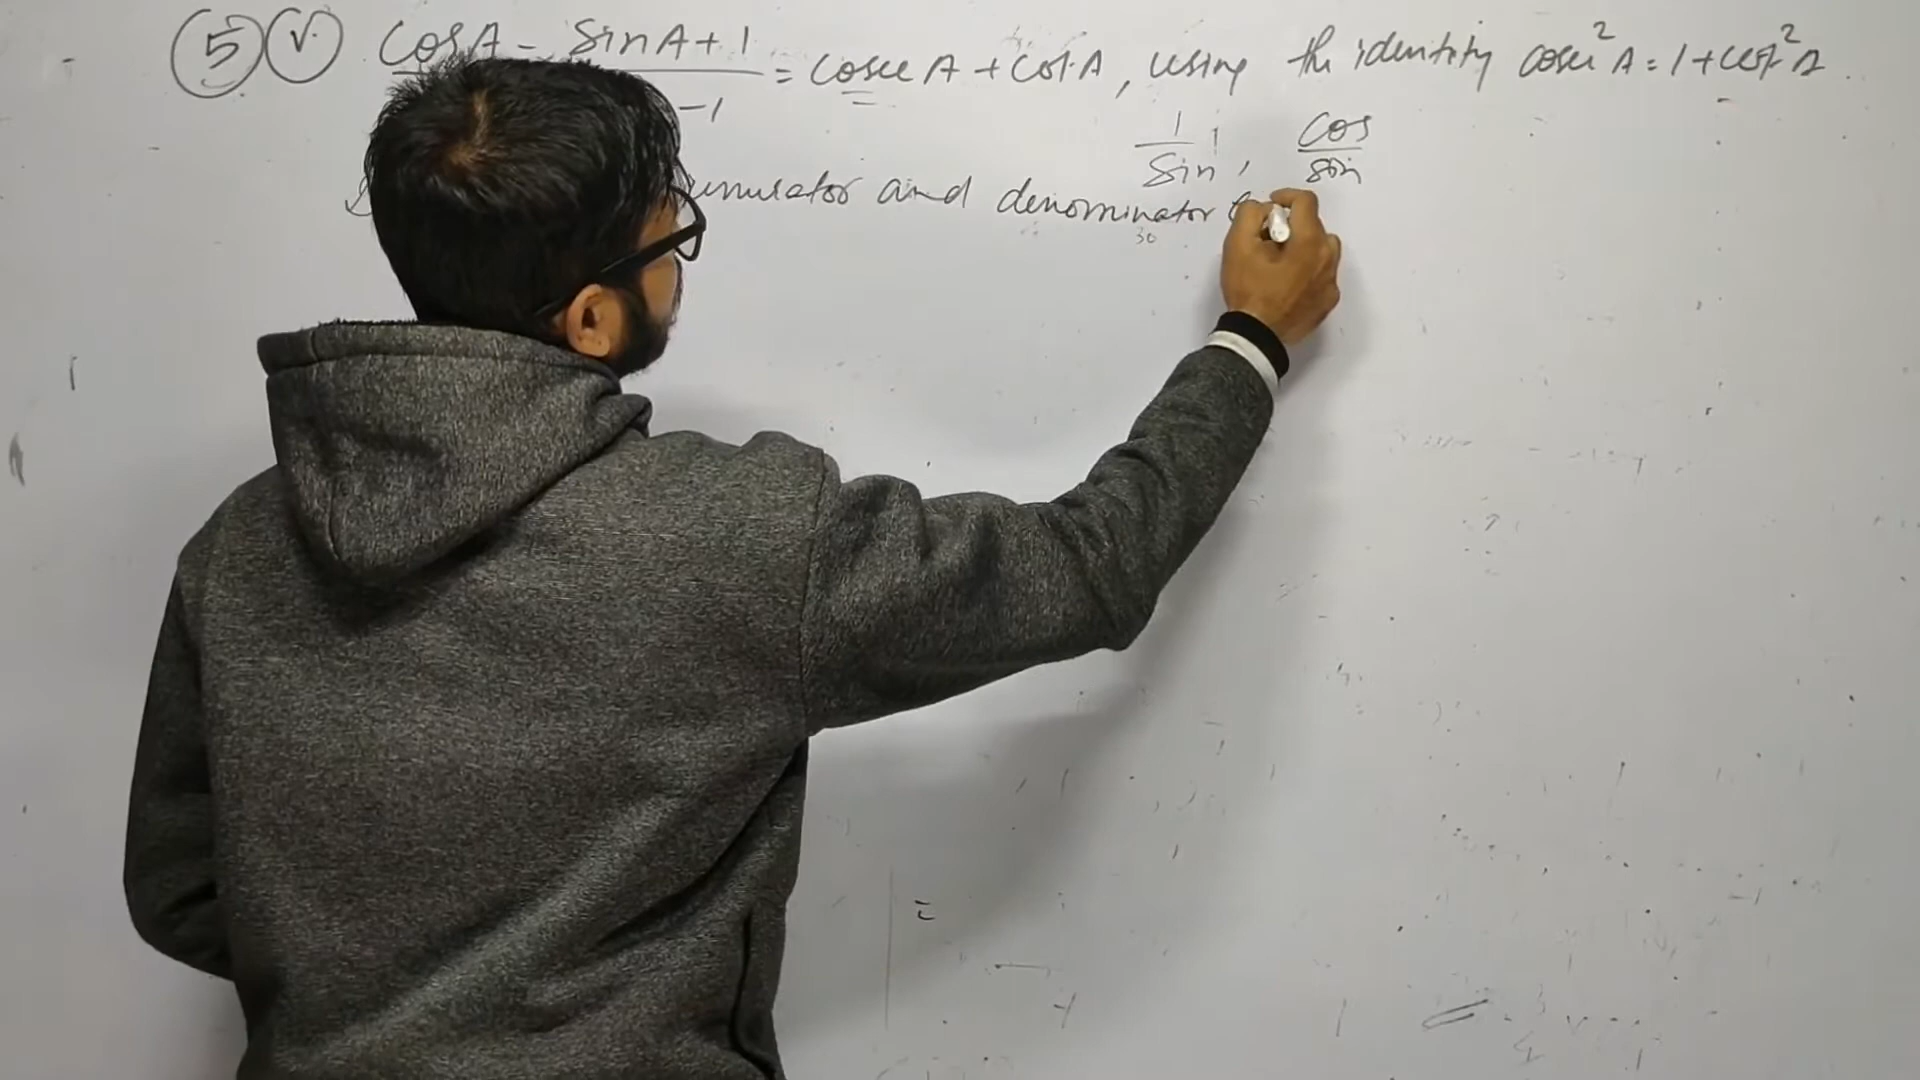 5 V. cosA - sinA+1 = cosec A + cot A, using the identity cosec²A = 1+cot²A
-1
1 cos
sin, sin
and denominator
30
=